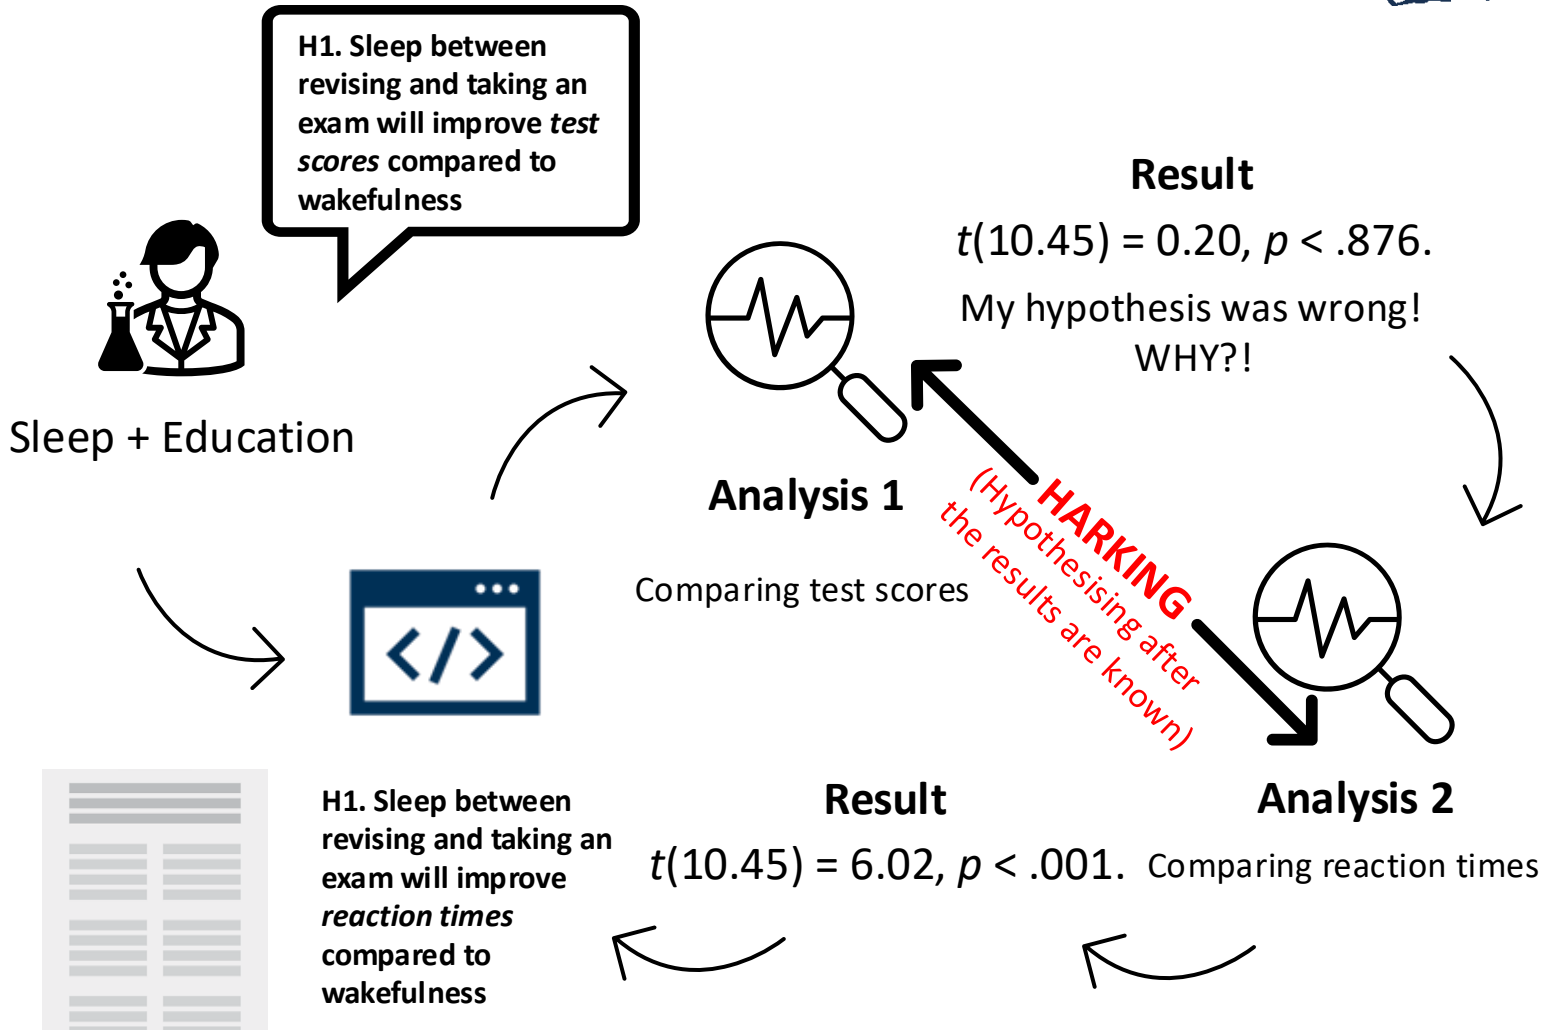 H1. Sleep between
revising and taking an
exam will improve test
scores compared to
wakefulness
Sleep + Education
</>
Analysis 1
Comparing test scores
Result
t(10.45) = 0.20, p < .876.
My hypothesis was wrong!
WHY?!
HARKING
(Hypothesising after
the results are known)
Analysis 2
Comparing reaction times
Result
t(10.45) = 6.02, p < .001.
H1. Sleep between
revising and taking an
exam will improve
reaction times
compared to
wakefulness